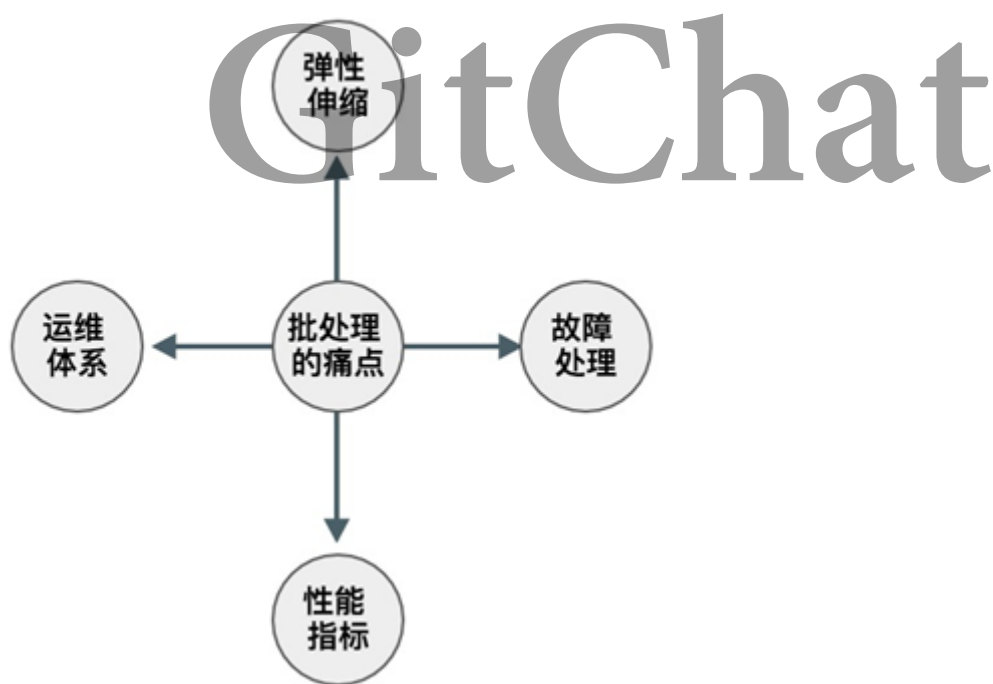 GitChat
弹性
伸缩
运维
体系
批处理
的痛点
故障
处理
性能
指标